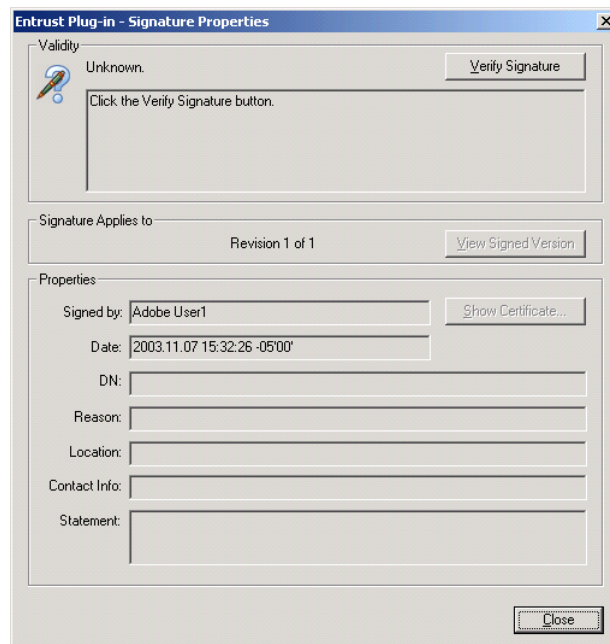 Entrust Plug-in - Signature Properties
Validity
Unknown.
Verify Signature
Click the Verify Signature button.
Signature Applies to
Revision 1 of 1
View Signed Version
Properties
Signed by: Adobe User1
Show Certificate...
Date: 2003.11.07 15:32:26 -05'00'
DN:
Reason:
Location:
Contact Info:
Statement:
Close